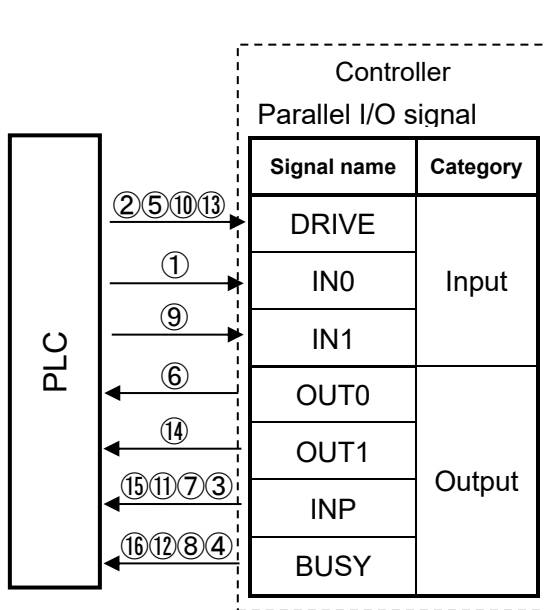 Controller
Parallel I/O signal
Signal name Category
②⑤⑩⑬ DRIVE
① IN0 Input
⑨ IN1
PLC
⑥ OUT0
⑭ OUT1
⑮⑪⑦③ INP Output
⑯⑫⑧④ BUSY